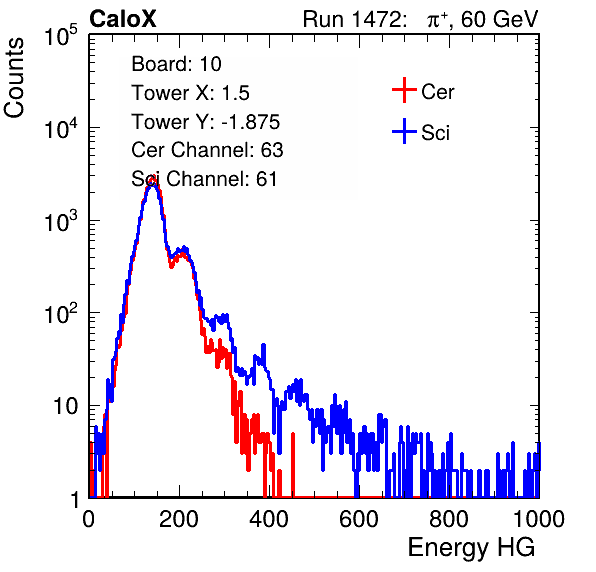 CaloX Run 1472: π⁺, 60 GeV
Counts
10⁵
10⁴
10³
10²
10
1
Board: 10
Tower X: 1.5
Tower Y: -1.875
Cer Channel: 63
Sci Channel: 61
Cer
Sci
0 200 400 600 800 1000
Energy HG